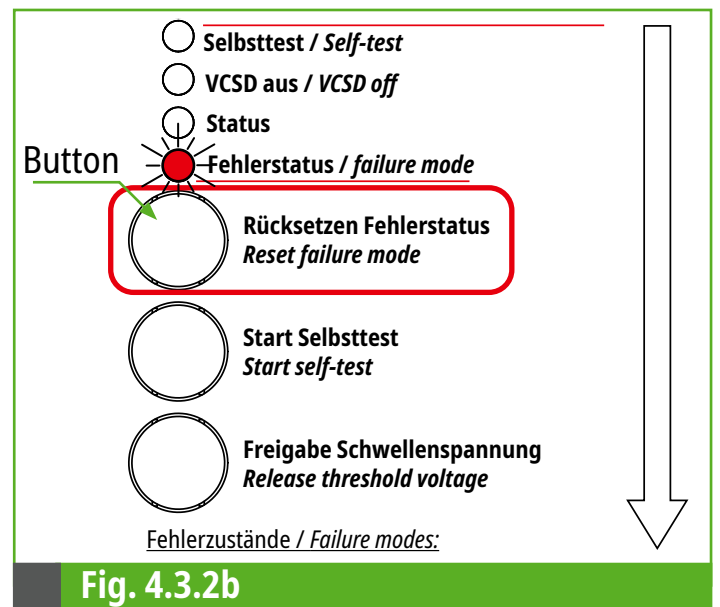 Selbsttest / Self-test
VCSD aus / VCSD off
Status
Button
Fehlerstatus / failure mode
Rücksetzen Fehlerstatus
Reset failure mode
Start Selbsttest
Start self-test
Freigabe Schwellenspannung
Release threshold voltage
Fehlerzustände / Failure modes:
Fig. 4.3.2b